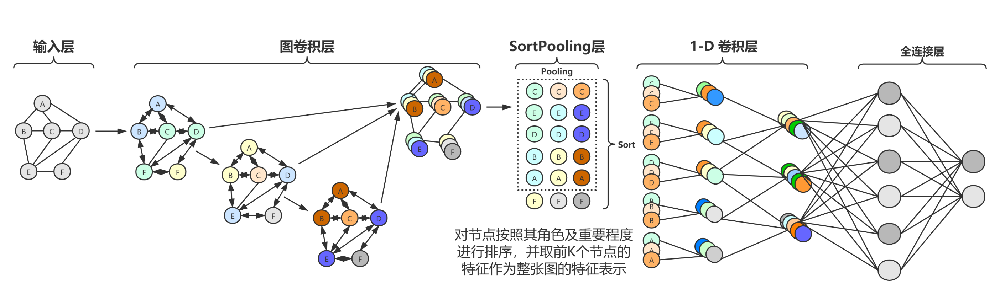 输入层
图卷积层
SortPooling层
1-D 卷积层
全连接层
Pooling
A
B C D
E F
A
B C D
E F
A
B C D
E F
A
B C D
E F
A
B C D
E F
C C C
E E E
D D D
B B B
A A A
F F F
Sort
C
C
C
E
E
E
D
D
D
B
B
B
A
A
A
对节点按照其角色及重要程度
进行排序，并取前K个节点的
特征作为整张图的特征表示